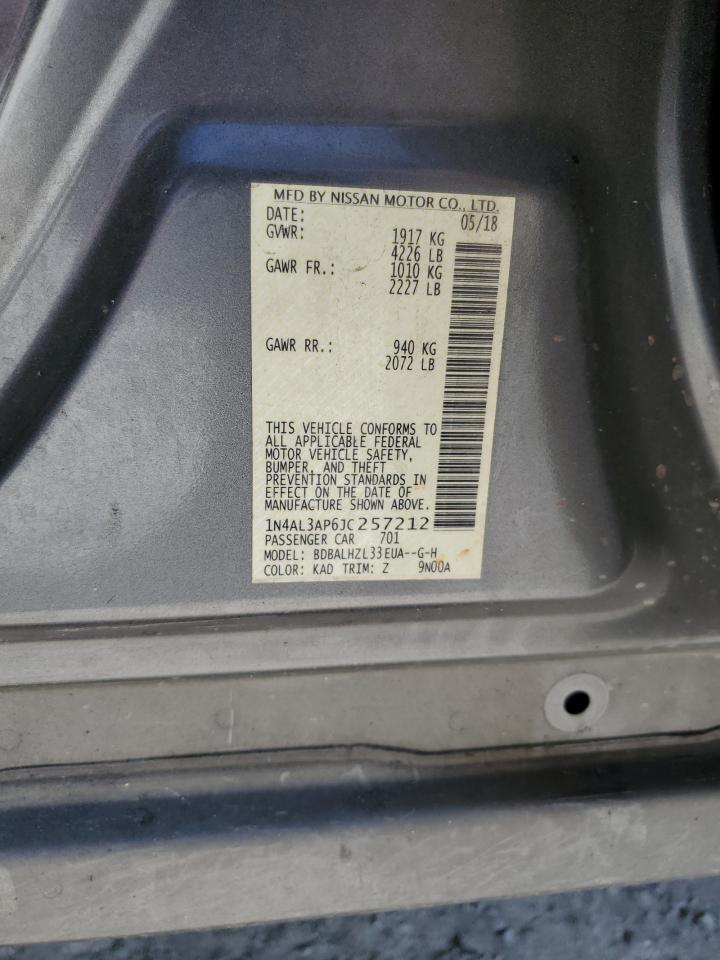 MFD BY NISSAN MOTOR CO., LTD.
DATE: 05/18
GVWR: 1917 KG
4226 LB
GAWR FR.: 1010 KG
2227 LB
GAWR RR.: 940 KG
2072 LB
THIS VEHICLE CONFORMS TO
ALL APPLICABLE FEDERAL
MOTOR VEHICLE SAFETY,
BUMPER, AND THEFT
PREVENTION STANDARDS IN
EFFECT ON THE DATE OF
MANUFACTURE SHOWN ABOVE.
1N4AL3AP6JC257212
PASSENGER CAR 701
MODEL: BDBALHZL33EUA--G-H
COLOR: KAD TRIM: Z 9N00A